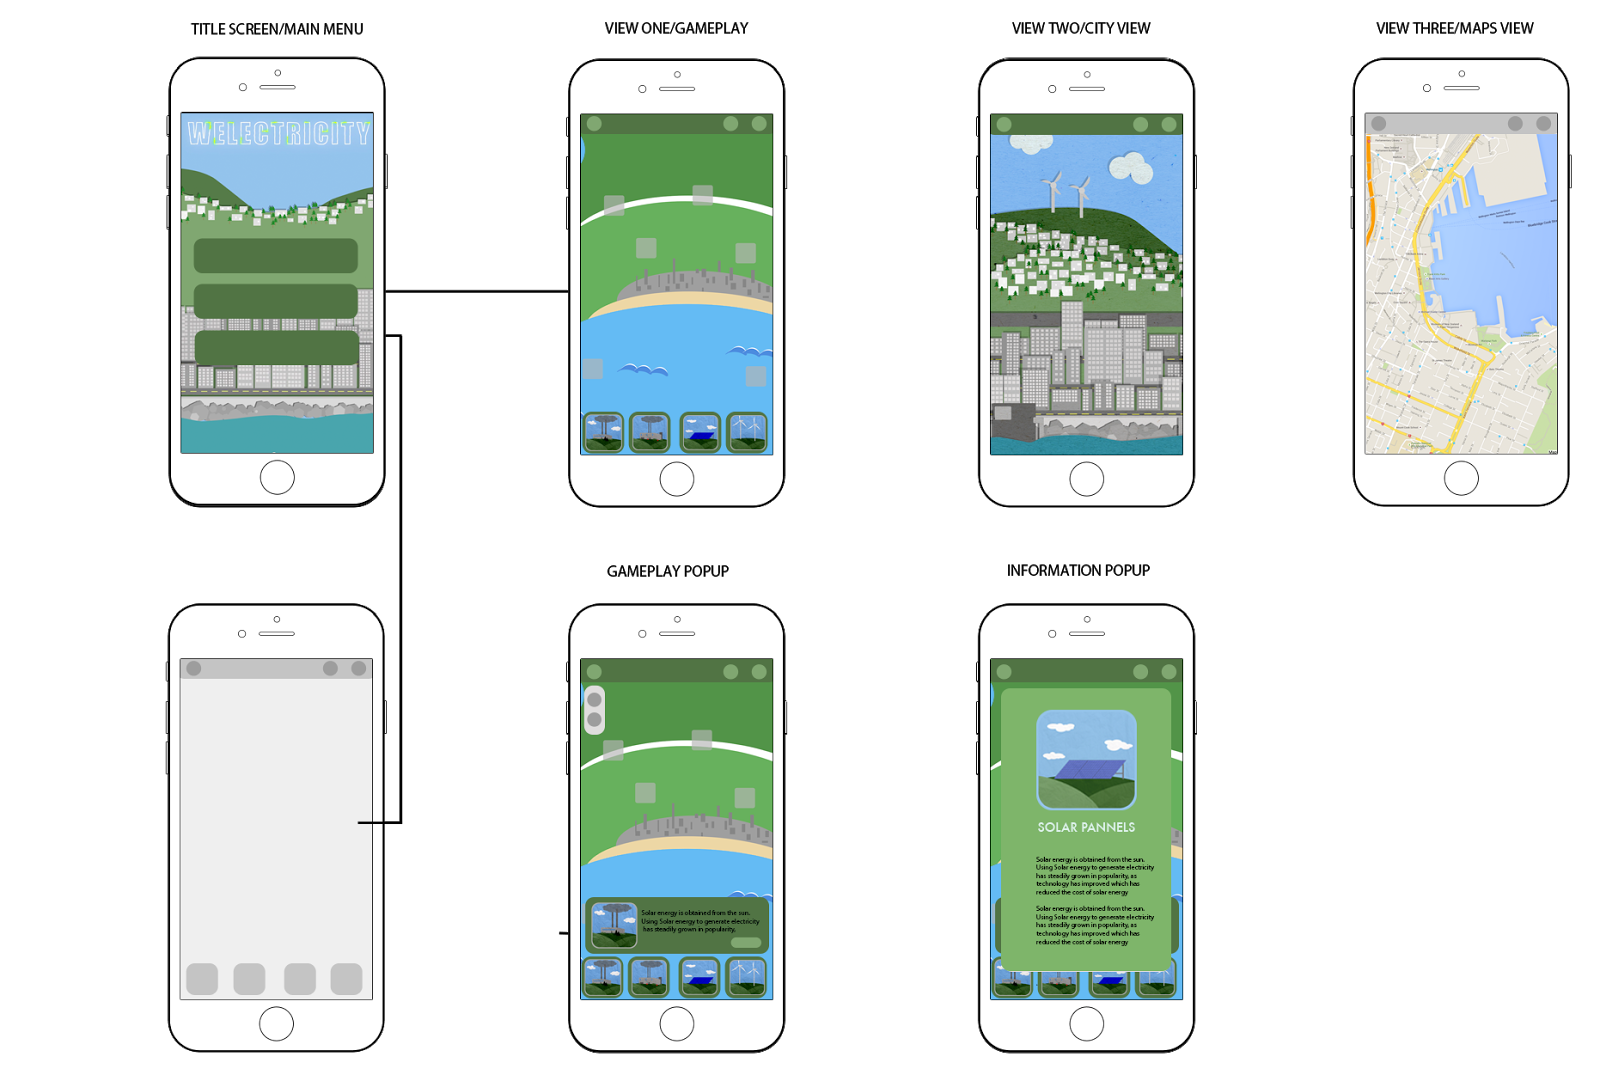 TITLE SCREEN/MAIN MENU
VIEW ONE/GAMEPLAY
VIEW TWO/CITY VIEW
VIEW THREE/MAPS VIEW
WELECTRICITY
GAMEPLAY POPUP
INFORMATION POPUP
Solar energy is obtained from the sun.
Using Solar energy to generate electricity
has steadily grown in popularity,
SOLAR PANNELS
Solar energy is obtained from the sun.
Using Solar energy to generate electricity
has steadily grown in popularity, as
technology has improved which has
reduced the cost of solar energy
Solar energy is obtained from the sun.
Using Solar energy to generate electricity
has steadily grown in popularity, as
technology has improved which has
reduced the cost of solar energy